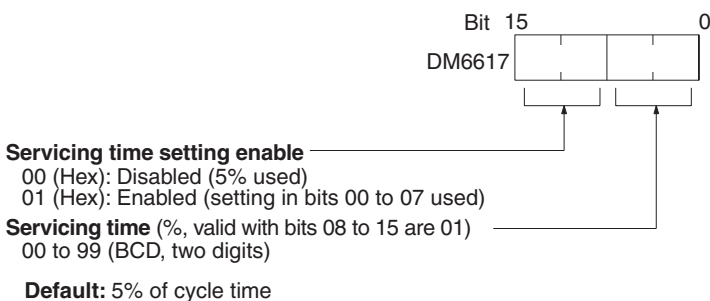 Bit 15 0
DM6617
Servicing time setting enable
00 (Hex): Disabled (5% used)
01 (Hex): Enabled (setting in bits 00 to 07 used)
Servicing time (%, valid with bits 08 to 15 are 01)
00 to 99 (BCD, two digits)
Default: 5% of cycle time